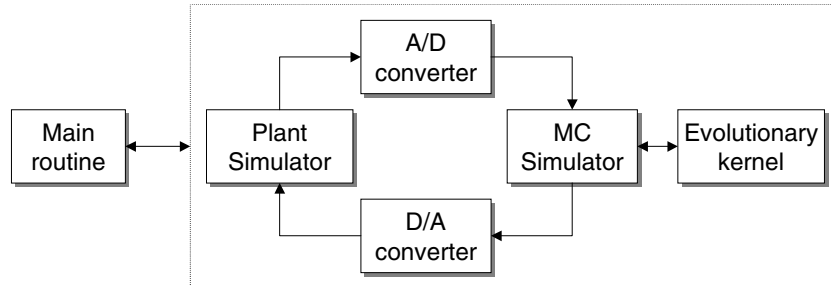 A/D
converter
Main
routine
Plant
Simulator
MC
Simulator
Evolutionary
kernel
D/A
converter